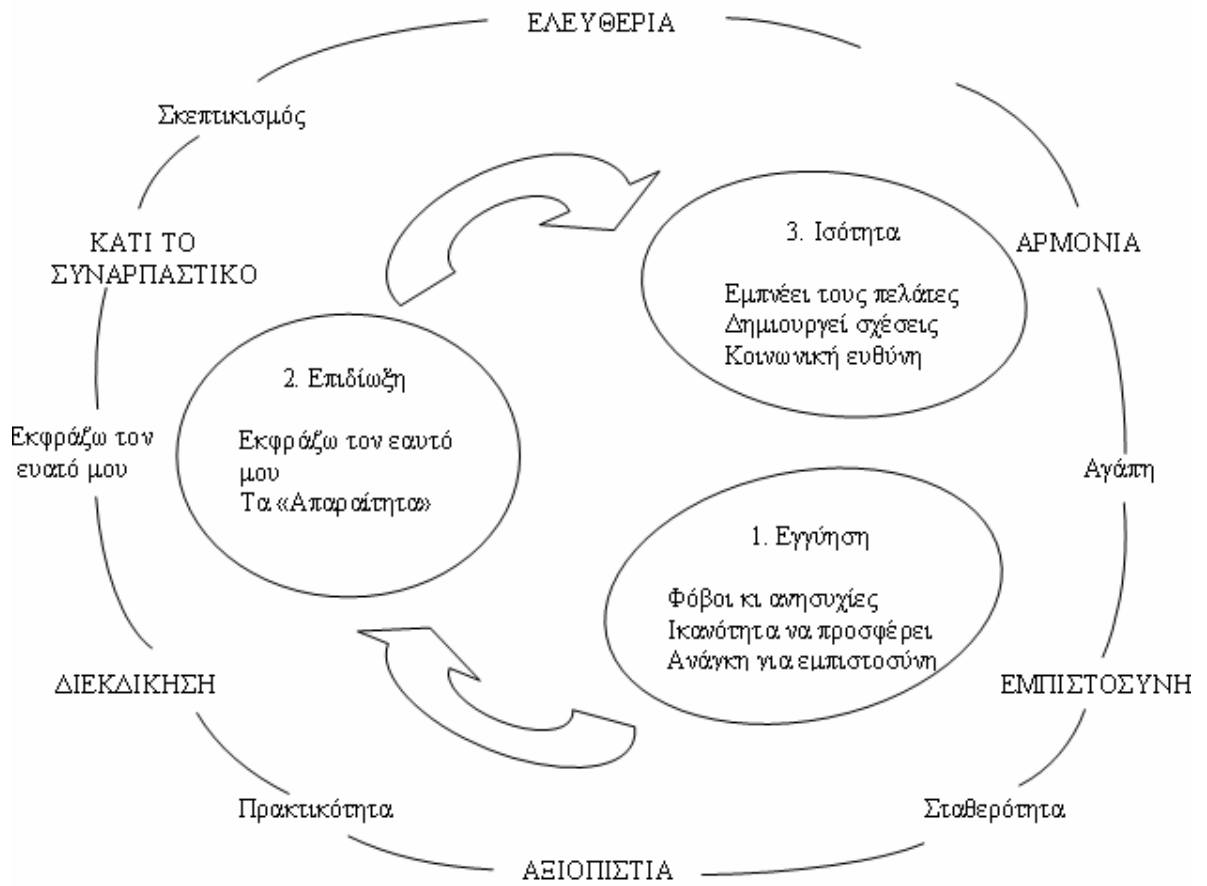 ΕΛΕΥΘΕΡΙΑ
Σκεπτικισμός
ΚΑΤΙ ΤΟ
ΣΥΝΑΡΠΑΣΤΙΚΟ
3. Ισότητα
Εμπνέει τους πελάτες
Δημιουργεί σχέσεις
Κοινωνική ευθύνη
ΑΡΜΟΝΙΑ
2. Επιδίωξη
Εκφράζω τον εαυτό
μου
Τα «Απαραίτητα»
Εκφράζω τον
ευατό μου
Αγάπη
1. Εγγύηση
Φόβοι κι ανησυχίες
Ικανότητα να προσφέρει
Ανάγκη για εμπιστοσύνη
ΔΙΕΚΔΙΚΗΣΗ
ΕΜΠΙΣΤΟΣΥΝΗ
Πρακτικότητα
Σταθερότητα
ΑΞΙΟΠΙΣΤΙΑ